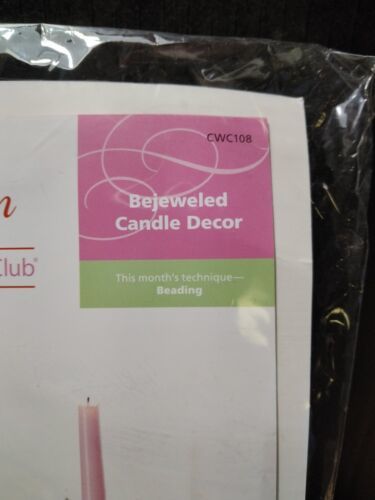 CWC108
Bejeweled
Candle Decor
Club®
This month's technique—
Beading